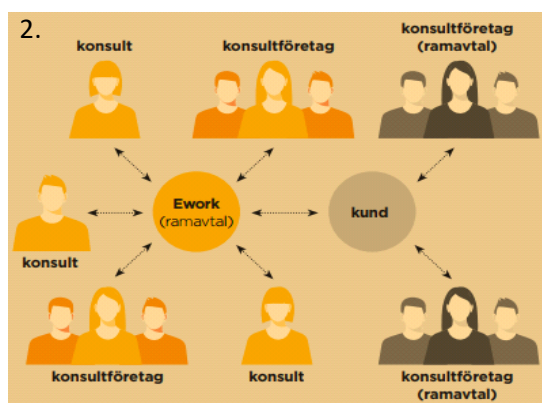 2.
konsult
konsultföretag
konsultföretag
(ramavtal)
Ework
(ramavtal)
kund
konsult
konsultföretag
konsult
konsultföretag
(ramavtal)